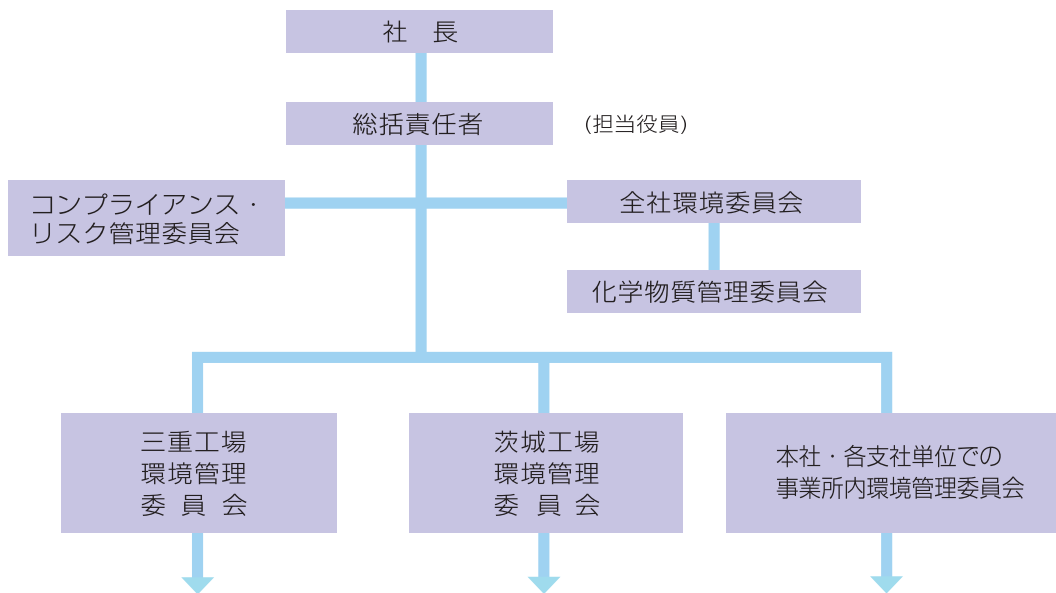 社　長
総括責任者
(担当役員)
コンプライアンス・
リスク管理委員会
全社環境委員会
化学物質管理委員会
三重工場
環境管理
委 員 会
茨城工場
環境管理
委 員 会
本社・各支社単位での
事業所内環境管理委員会